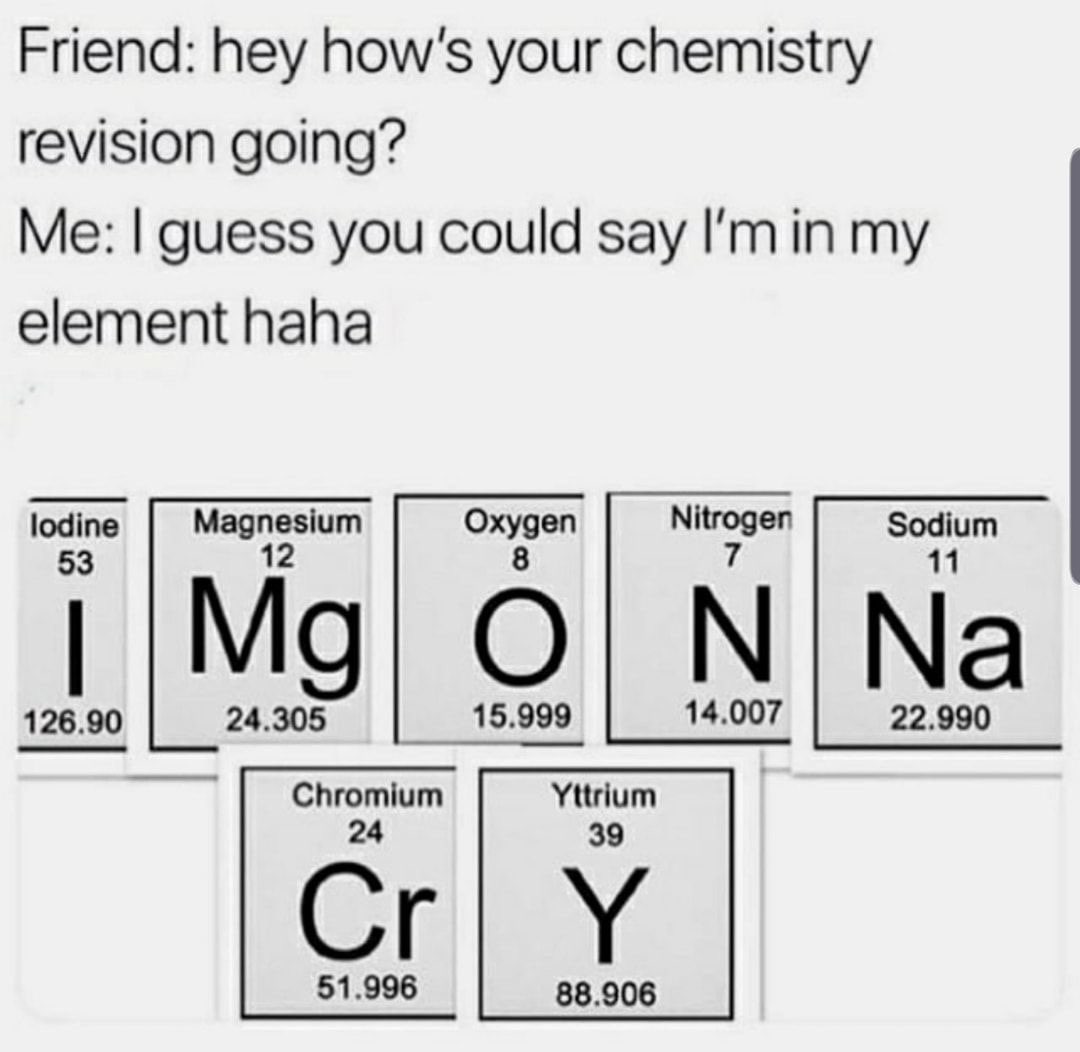 Friend: hey how's your chemistry
revision going?
Me: I guess you could say I'm in my
element haha
Iodine
53
I
126.90
Magnesium
12
Mg
24.305
Oxygen
8
O
15.999
Nitrogen
7
N
14.007
Sodium
11
Na
22.990
Chromium
24
Cr
51.996
Yttrium
39
Y
88.906